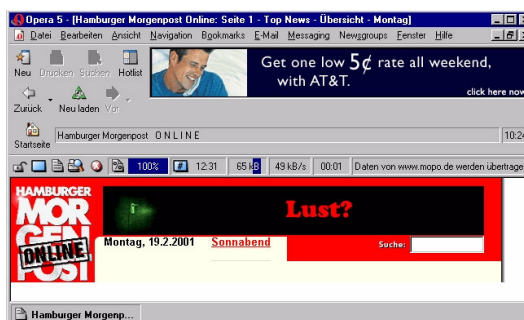 Opera 5 - [Hamburger Morgenpost Online: Seite 1 - Top News - Übersicht - Montag]
Datei Bearbeiten Ansicht Navigation Bookmarks E-Mail Messaging Newsgroups Fenster Hilfe
Neu Drucken Suchen Hotlist
Get one low 5¢ rate all weekend,
with AT&T.
click here now
Zurück Neu laden Vor
Startseite
Hamburger Morgenpost ONLINE
10:24
100% 12:31 65 kB 49 kB/s 00:01 Daten von www.mopo.de werden übertrage
HAMBURGER
MOR
GEN
ONLINE
POST
Lust?
Montag, 19.2.2001 Sonnabend
Suche:
Hamburger Morgenp...